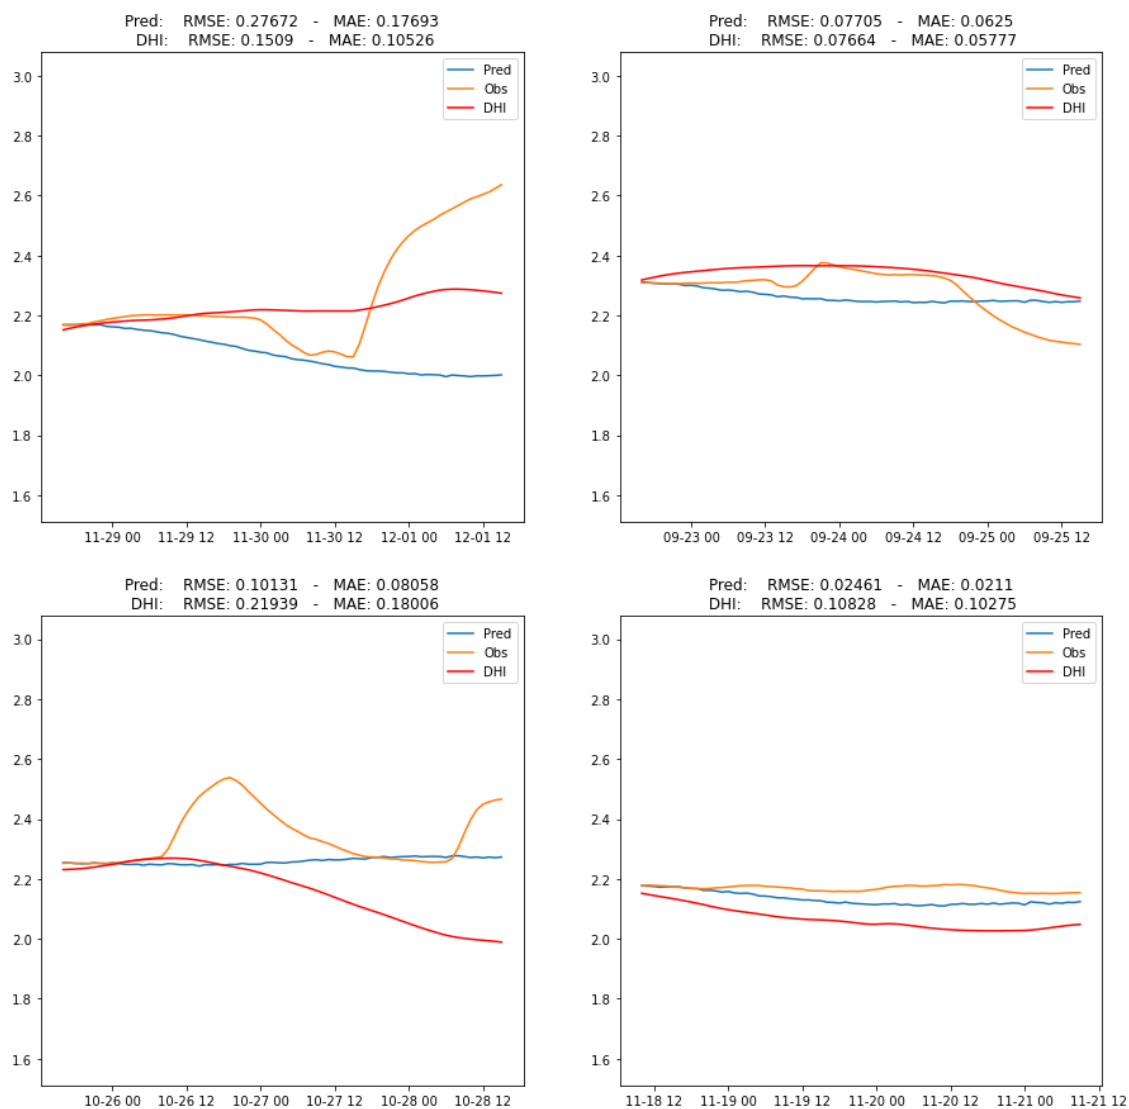 Pred: RMSE: 0.27672 - MAE: 0.17693
DHI: RMSE: 0.1509 - MAE: 0.10526
Pred
Obs
DHI
3.0
2.8
2.6
2.4
2.2
2.0
1.8
1.6
11-29 00 11-29 12 11-30 00 11-30 12 12-01 00 12-01 12
Pred: RMSE: 0.07705 - MAE: 0.0625
DHI: RMSE: 0.07664 - MAE: 0.05777
Pred
Obs
DHI
3.0
2.8
2.6
2.4
2.2
2.0
1.8
1.6
09-23 00 09-23 12 09-24 00 09-24 12 09-25 00 09-25 12
Pred: RMSE: 0.10131 - MAE: 0.08058
DHI: RMSE: 0.21939 - MAE: 0.18006
Pred
Obs
DHI
3.0
2.8
2.6
2.4
2.2
2.0
1.8
1.6
10-26 00 10-26 12 10-27 00 10-27 12 10-28 00 10-28 12
Pred: RMSE: 0.02461 - MAE: 0.0211
DHI: RMSE: 0.10828 - MAE: 0.10275
Pred
Obs
DHI
3.0
2.8
2.6
2.4
2.2
2.0
1.8
1.6
11-18 12 11-19 00 11-19 12 11-20 00 11-20 12 11-21 00 11-21 12